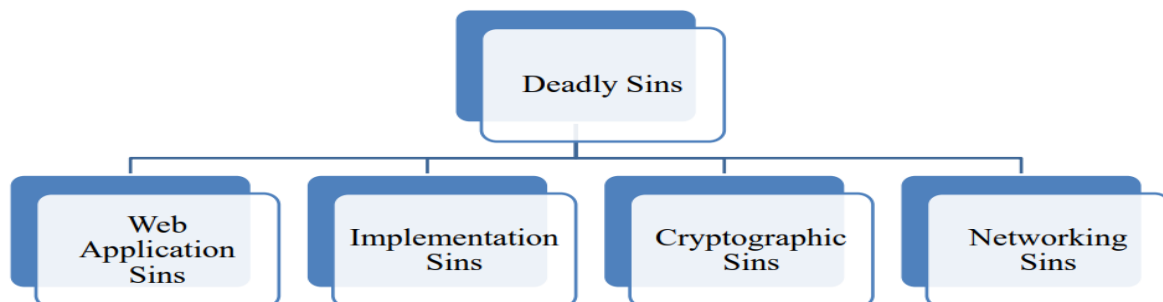 Deadly Sins
Web
Application
Sins
Implementation
Sins
Cryptographic
Sins
Networking
Sins